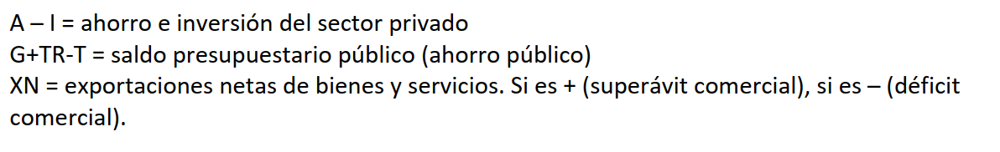 A – I = ahorro e inversión del sector privado
G+TR-T = saldo presupuestario público (ahorro público)
XN = exportaciones netas de bienes y servicios. Si es + (superávit comercial), si es – (déficit
comercial).